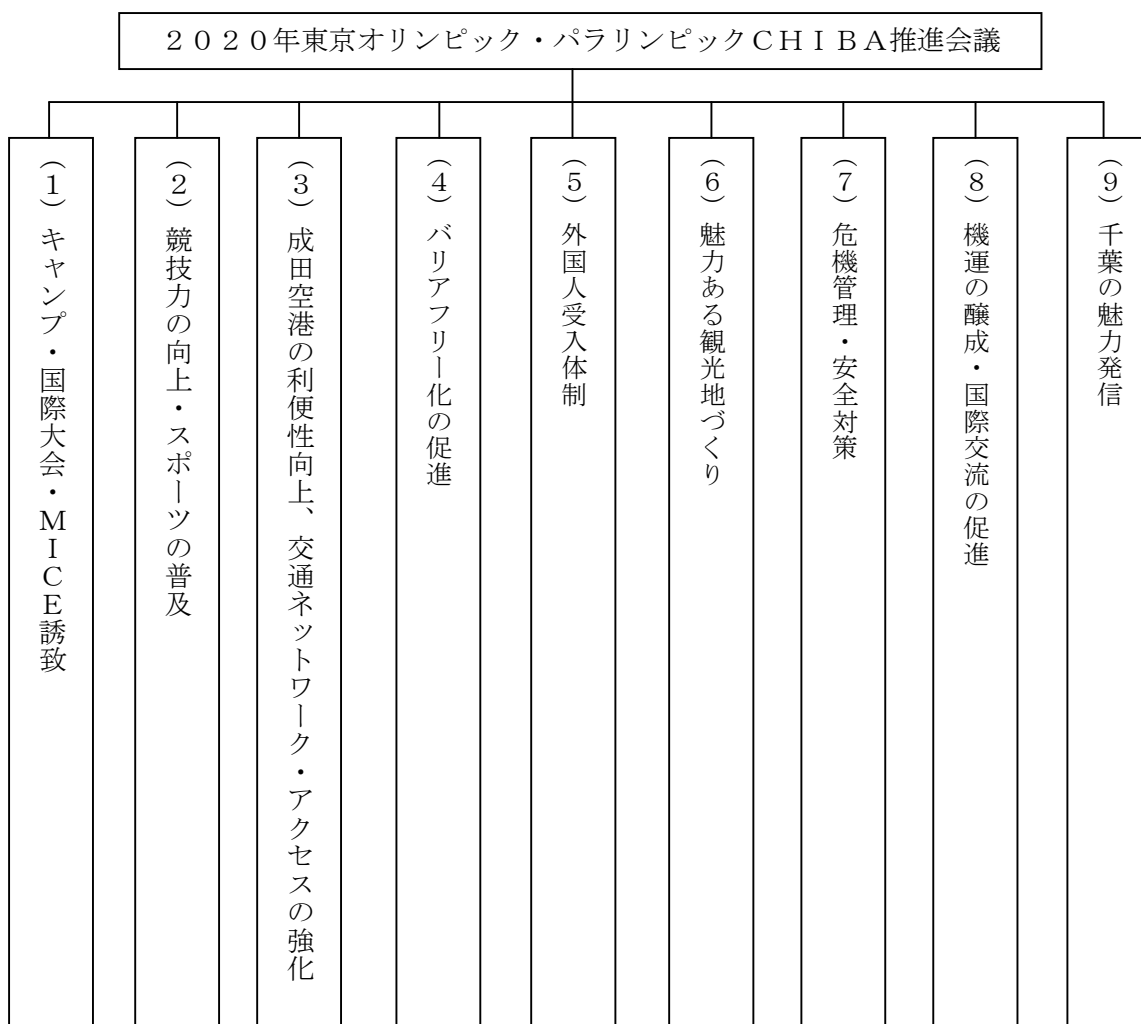 2020年東京オリンピック・パラリンピックCHIBA推進会議
(1) キャンプ・国際大会・MICE誘致
(2) 競技力の向上・スポーツの普及
(3) 成田空港の利便性向上、交通ネットワーク・アクセスの強化
(4) バリアフリー化の促進
(5) 外国人受入体制
(6) 魅力ある観光地づくり
(7) 危機管理・安全対策
(8) 機運の醸成・国際交流の促進
(9) 千葉の魅力発信